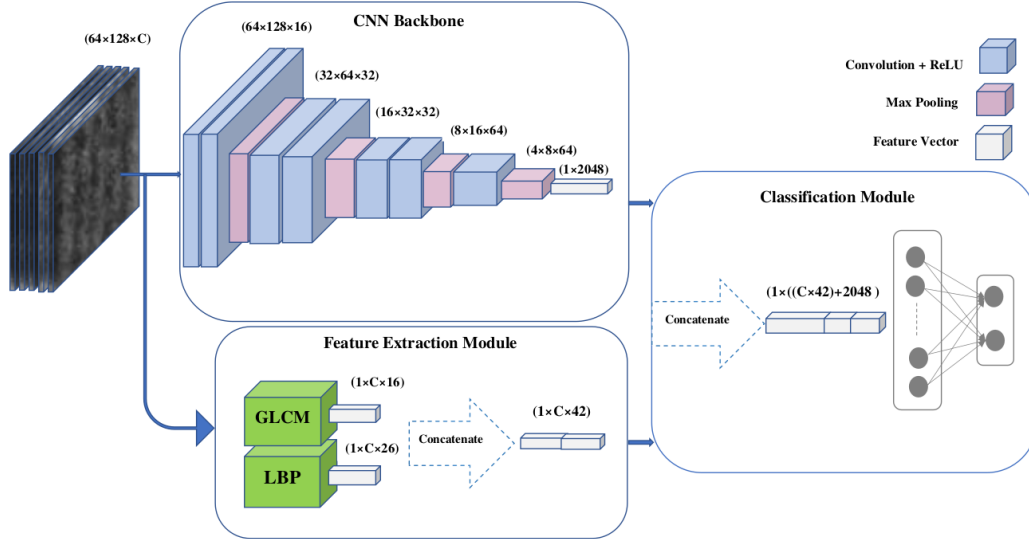 CNN Backbone
(64×128×C)
(64×128×16)
(32×64×32)
(16×32×32)
(8×16×64)
(4×8×64)
(1×2048)
Convolution + ReLU
Max Pooling
Feature Vector
Classification Module
Concatenate
(1×((C×42)+2048 )
Feature Extraction Module
GLCM
(1×C×16)
LBP
(1×C×26)
Concatenate
(1×C×42)